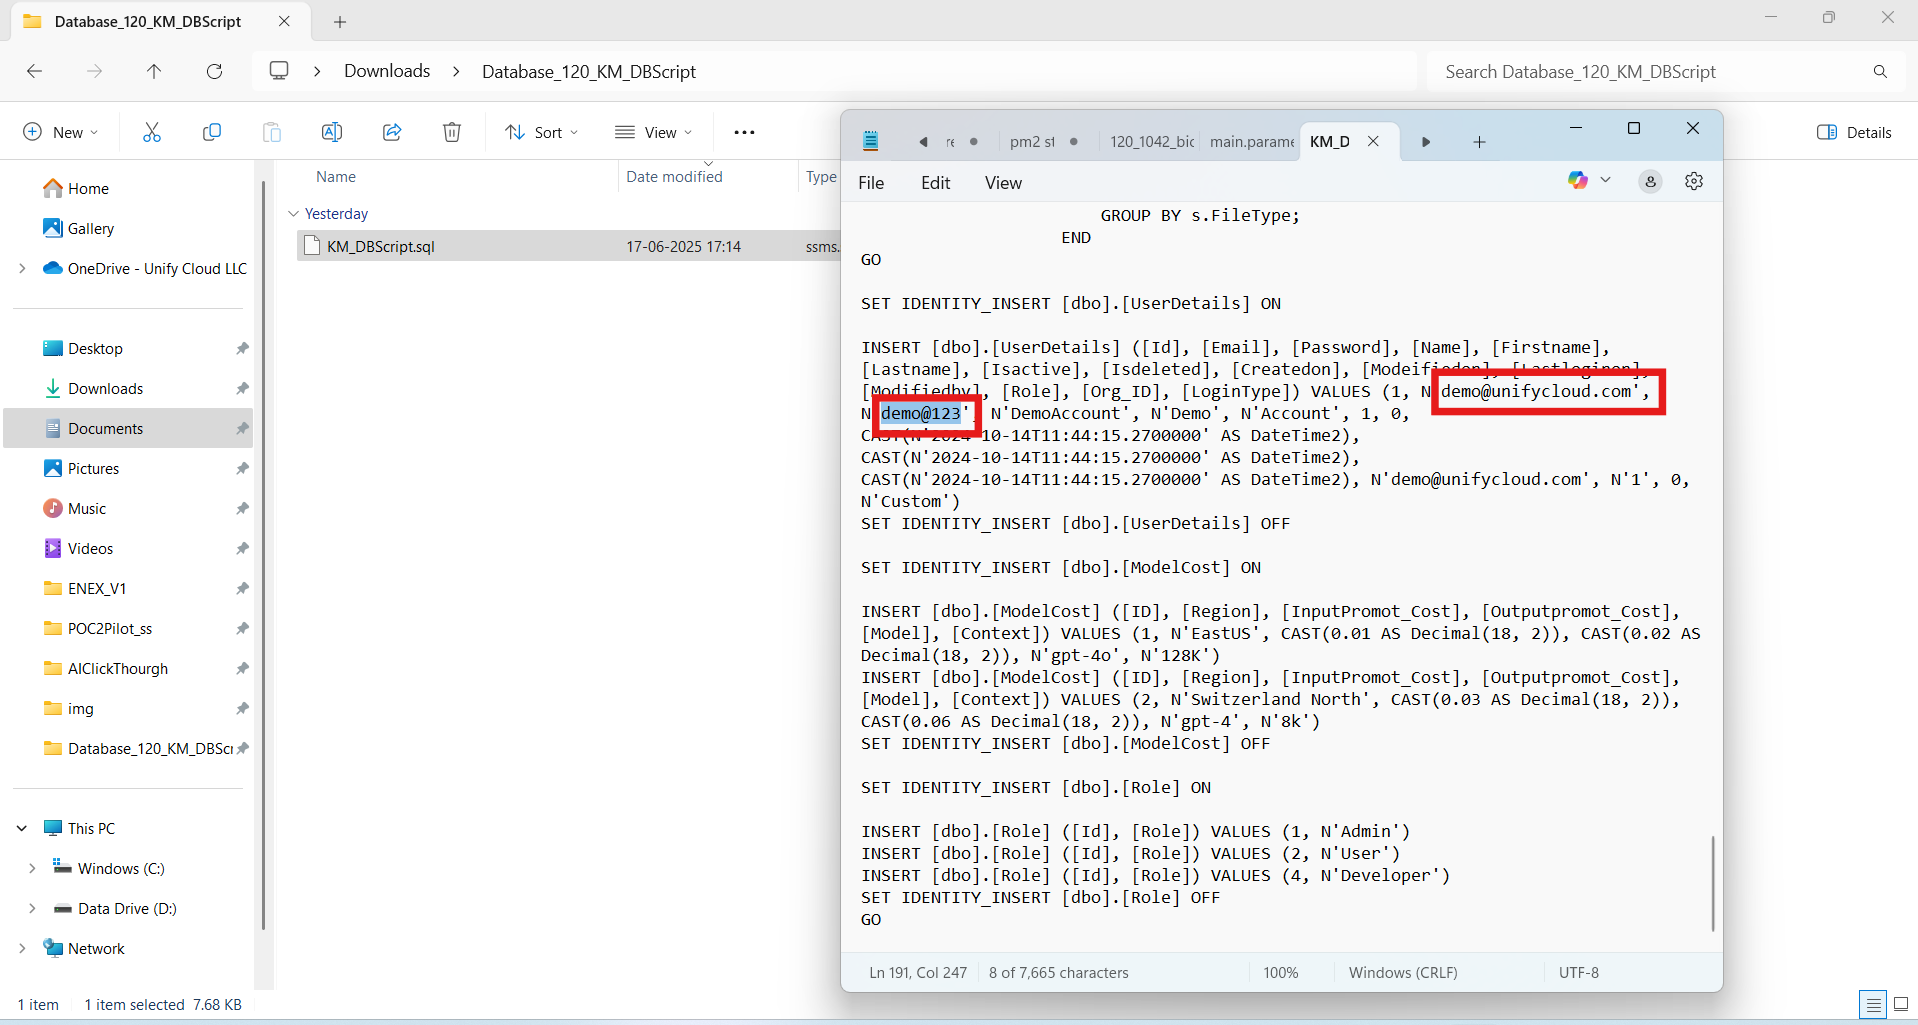 Database_120_KM_DBScript
Downloads
Database_120_KM_DBScript
Search Database_120_KM_DBScript
New
Sort
View
Details
Home
Gallery
OneDrive - Unify Cloud LLC
Desktop
Downloads
Documents
Pictures
Music
Videos
ENEX_V1
POC2Pilot_ss
AIClickThourgh
img
Database_120_KM_DBScr
This PC
Windows (C:)
Data Drive (D:)
Network
Name Date modified Type
Yesterday
KM_DBScript.sql 17-06-2025 17:14 ssms.
1 item 1 item selected 7.68 KB
re pm2 st 120_1042_bic main.parame KM_D
File Edit View
GROUP BY s.FileType;
END
GO
SET IDENTITY_INSERT [dbo].[UserDetails] ON
INSERT [dbo].[UserDetails] ([Id], [Email], [Password], [Name], [Firstname],
[Lastname], [Isactive], [Isdeleted], [Createdon], [Modeifiedon], [Lastloginon],
[Modifiedby], [Role], [Org_ID], [LoginType]) VALUES (1, N'demo@unifycloud.com',
N'demo@123', N'DemoAccount', N'Demo', N'Account', 1, 0,
CAST(N'2024-10-14T11:44:15.2700000' AS DateTime2),
CAST(N'2024-10-14T11:44:15.2700000' AS DateTime2),
CAST(N'2024-10-14T11:44:15.2700000' AS DateTime2), N'demo@unifycloud.com', N'1', 0,
N'Custom')
SET IDENTITY_INSERT [dbo].[UserDetails] OFF
SET IDENTITY_INSERT [dbo].[ModelCost] ON
INSERT [dbo].[ModelCost] ([ID], [Region], [InputPromot_Cost], [Outputpromot_Cost],
[Model], [Context]) VALUES (1, N'EastUS', CAST(0.01 AS Decimal(18, 2)), CAST(0.02 AS
Decimal(18, 2)), N'gpt-4o', N'128K')
INSERT [dbo].[ModelCost] ([ID], [Region], [InputPromot_Cost], [Outputpromot_Cost],
[Model], [Context]) VALUES (2, N'Switzerland North', CAST(0.03 AS Decimal(18, 2)),
CAST(0.06 AS Decimal(18, 2)), N'gpt-4', N'8k')
SET IDENTITY_INSERT [dbo].[ModelCost] OFF
SET IDENTITY_INSERT [dbo].[Role] ON
INSERT [dbo].[Role] ([Id], [Role]) VALUES (1, N'Admin')
INSERT [dbo].[Role] ([Id], [Role]) VALUES (2, N'User')
INSERT [dbo].[Role] ([Id], [Role]) VALUES (4, N'Developer')
SET IDENTITY_INSERT [dbo].[Role] OFF
GO
Ln 191, Col 247 8 of 7,665 characters 100% Windows (CRLF) UTF-8